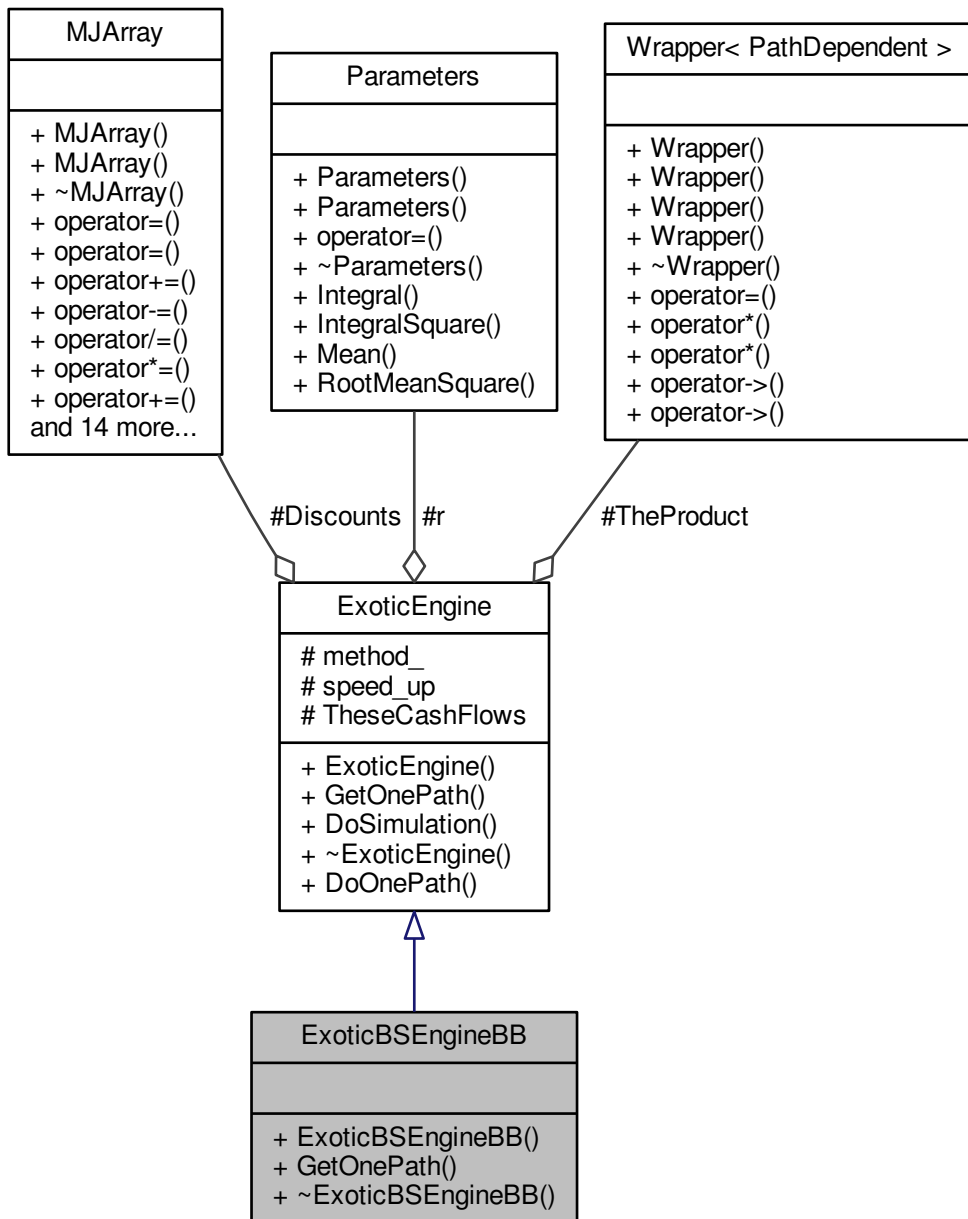 MJArray
+ MJArray()
+ MJArray()
+ ~MJArray()
+ operator=()
+ operator=()
+ operator+=()
+ operator-=()
+ operator/=()
+ operator*=()
+ operator+=()
and 14 more...
Parameters
+ Parameters()
+ Parameters()
+ operator=()
+ ~Parameters()
+ Integral()
+ IntegralSquare()
+ Mean()
+ RootMeanSquare()
Wrapper< PathDependent >
+ Wrapper()
+ Wrapper()
+ Wrapper()
+ Wrapper()
+ ~Wrapper()
+ operator=()
+ operator*()
+ operator*()
+ operator->()
+ operator->()
#Discounts
#r
#TheProduct
ExoticEngine
# method_
# speed_up
# TheseCashFlows
+ ExoticEngine()
+ GetOnePath()
+ DoSimulation()
+ ~ExoticEngine()
+ DoOnePath()
ExoticBSEngineBB
+ ExoticBSEngineBB()
+ GetOnePath()
+ ~ExoticBSEngineBB()